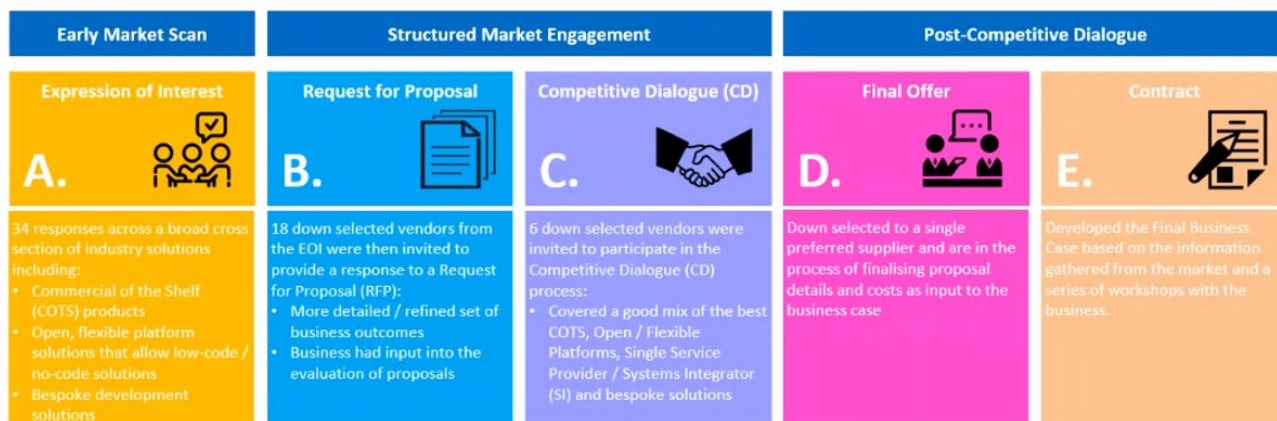 Early Market Scan
Structured Market Engagement
Post-Competitive Dialogue
Expression of Interest
A.
Request for Proposal
B.
Competitive Dialogue (CD)
C.
Final Offer
D.
Contract
E.
34 responses across a broad cross
section of industry solutions
including:
• Commercial of the Shelf
(COTS) products
• Open, flexible platform
solutions that allow low-code /
no-code solutions
• Bespoke development
solutions
18 down selected vendors from
the EOI were then invited to
provide a response to a Request
for Proposal (RFP):
• More detailed / refined set of
business outcomes
• Business had input into the
evaluation of proposals
6 down selected vendors were
invited to participate in the
Competitive Dialogue (CD)
process:
• Covered a good mix of the best
COTS, Open / Flexible
Platforms, Single Service
Provider / Systems Integrator
(SI) and bespoke solutions
Down selected to a single
preferred supplier and are in the
process of finalising proposal
details and costs as input to the
business case
Developed the Final Business
Case based on the information
gathered from the market and a
series of workshops with the
business.